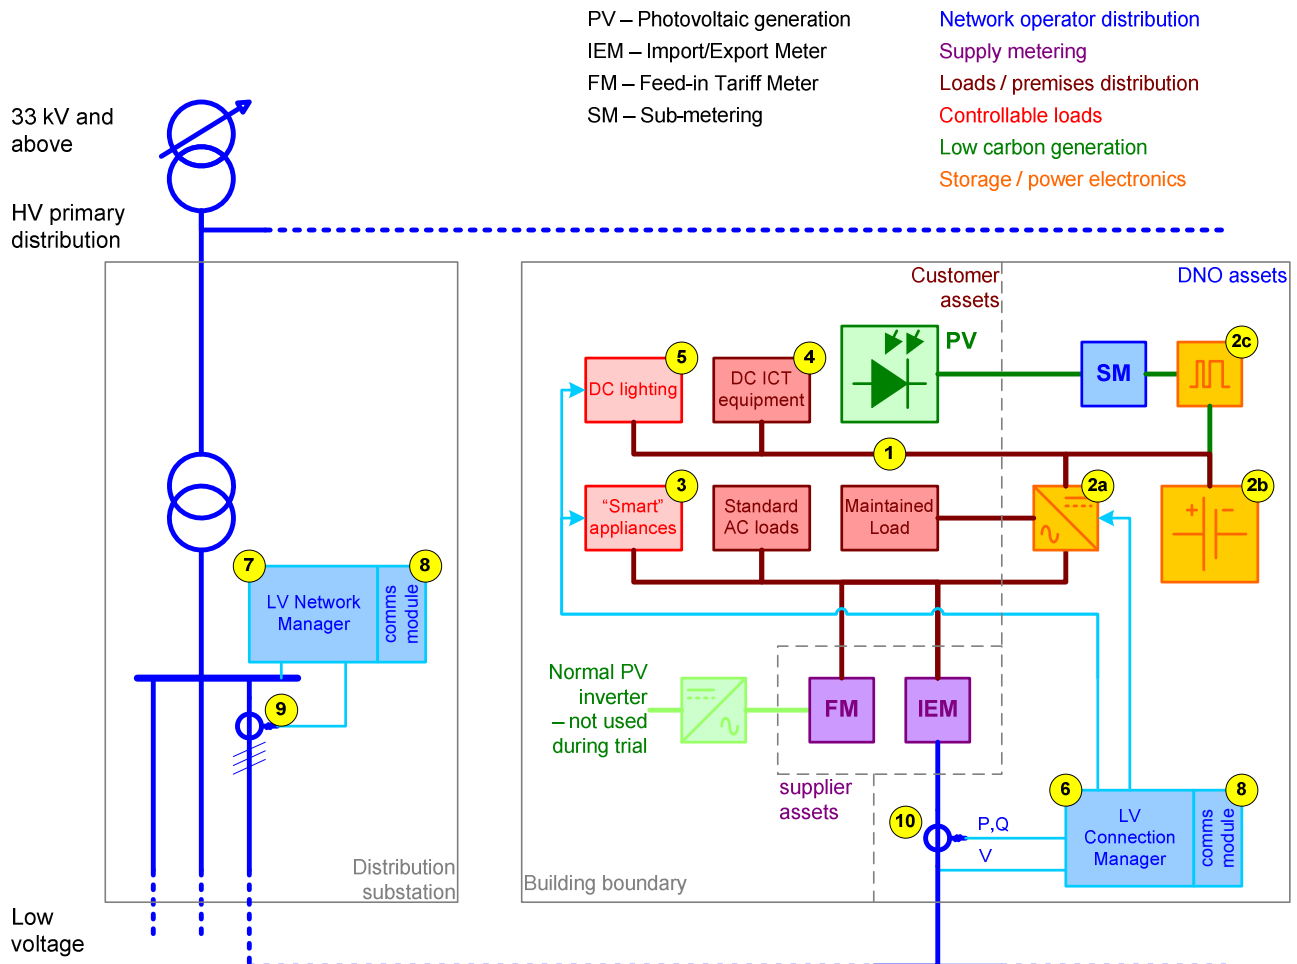 PV – Photovoltaic generation
IEM – Import/Export Meter
FM – Feed-in Tariff Meter
SM – Sub-metering
Network operator distribution
Supply metering
Loads / premises distribution
Controllable loads
Low carbon generation
Storage / power electronics
33 kV and
above
HV primary
distribution
Customer
assets
DNO assets
PV
SM
2c
5
DC lighting
4
DC ICT
equipment
1
3
“Smart”
appliances
Standard
AC loads
Maintained
Load
2a
2b
7
LV Network
Manager
8
comms
module
9
Normal PV
inverter
– not used
during trial
FM
IEM
supplier
assets
10
P,Q
V
6
LV
Connection
Manager
8
comms
module
Distribution
substation
Building boundary
Low
voltage